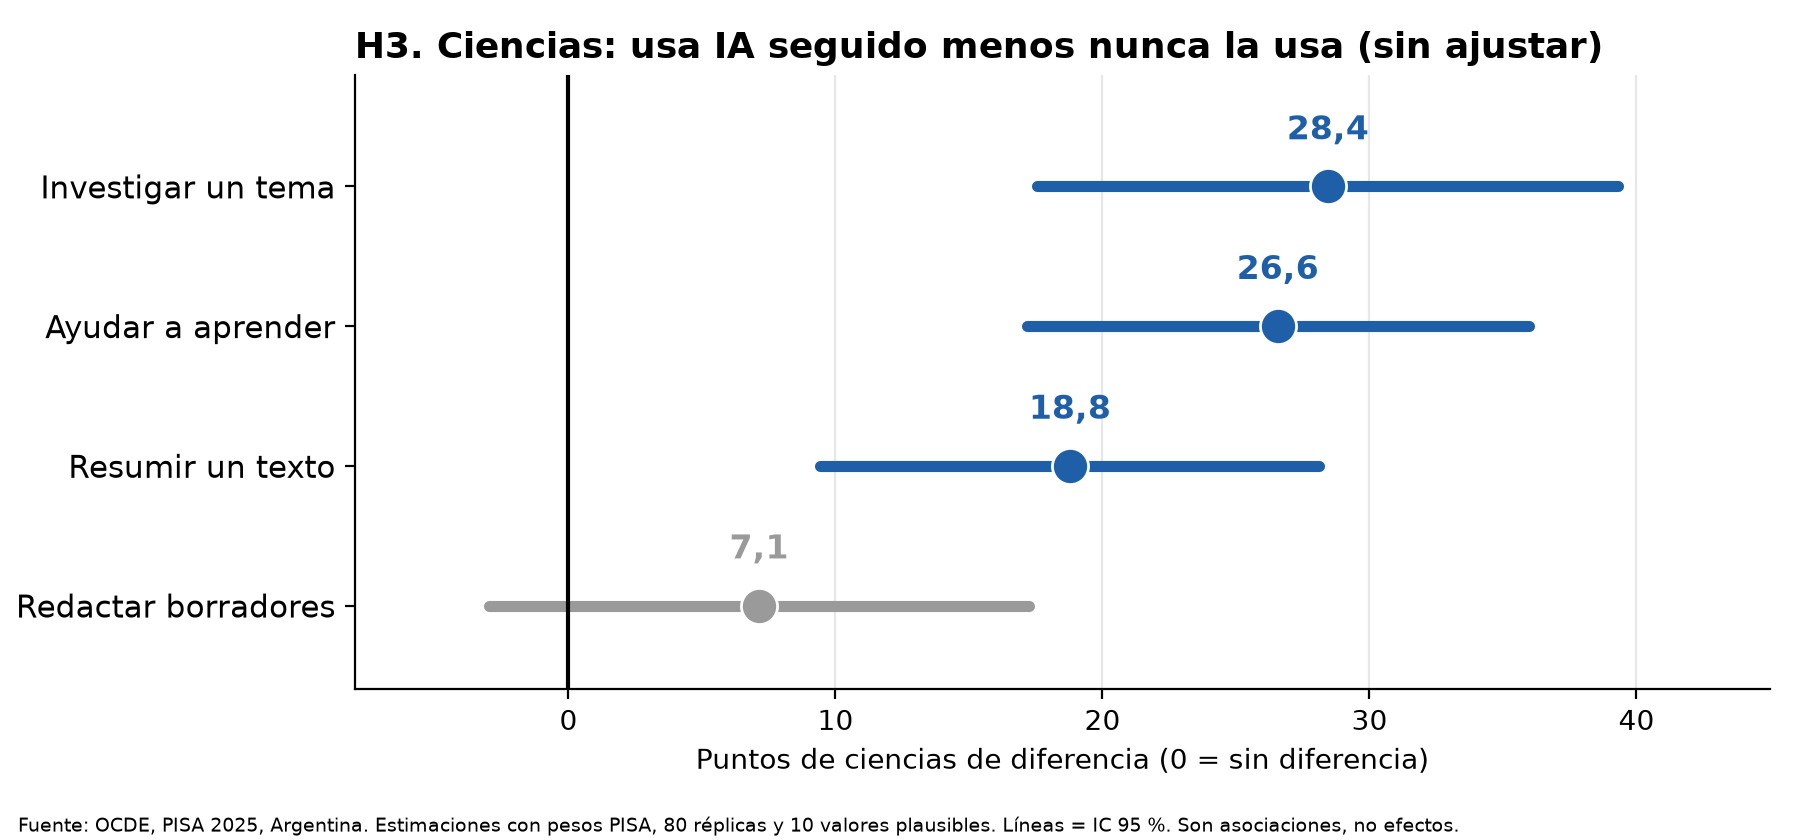 H3. Ciencias: usa IA seguido menos nunca la usa (sin ajustar)
28,4
Investigar un tema
26,6
Ayudar a aprender
18,8
Resumir un texto
7,1
Redactar borradores
0 10 20 30 40
Puntos de ciencias de diferencia (0 = sin diferencia)
Fuente: OCDE, PISA 2025, Argentina. Estimaciones con pesos PISA, 80 réplicas y 10 valores plausibles. Líneas = IC 95 %. Son asociaciones, no efectos.